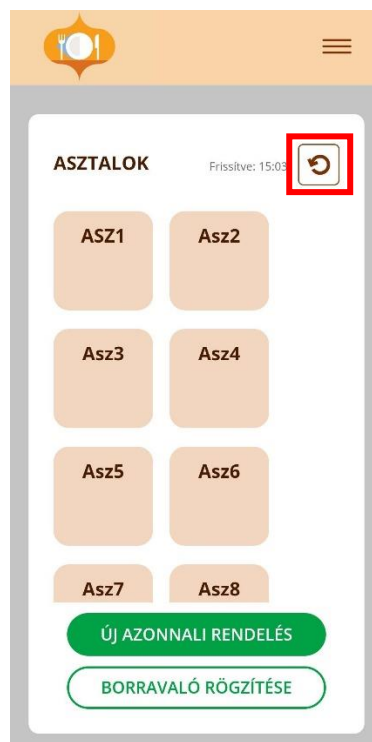 ASZTALOK
Frissítve: 15:03
ASZ1 Asz2
Asz3 Asz4
Asz5 Asz6
Asz7 Asz8
ÚJ AZONNALI RENDELÉS
BORRAVALÓ RÖGZÍTÉSE